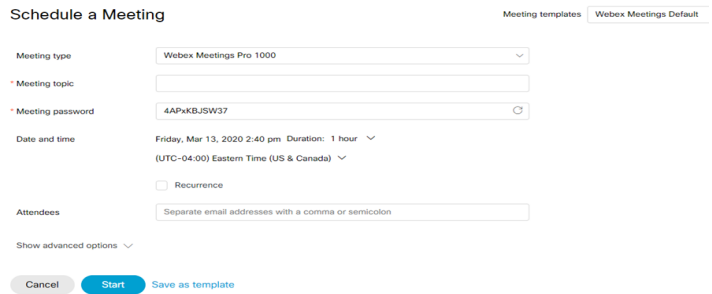 Schedule a Meeting
Meeting templates Webex Meetings Default
Meeting type Webex Meetings Pro 1000
* Meeting topic
* Meeting password 4APxKBJSW37
Date and time Friday, Mar 13, 2020 2:40 pm Duration: 1 hour
(UTC-04:00) Eastern Time (US & Canada)
Recurrence
Attendees Separate email addresses with a comma or semicolon
Show advanced options
Cancel Start Save as template